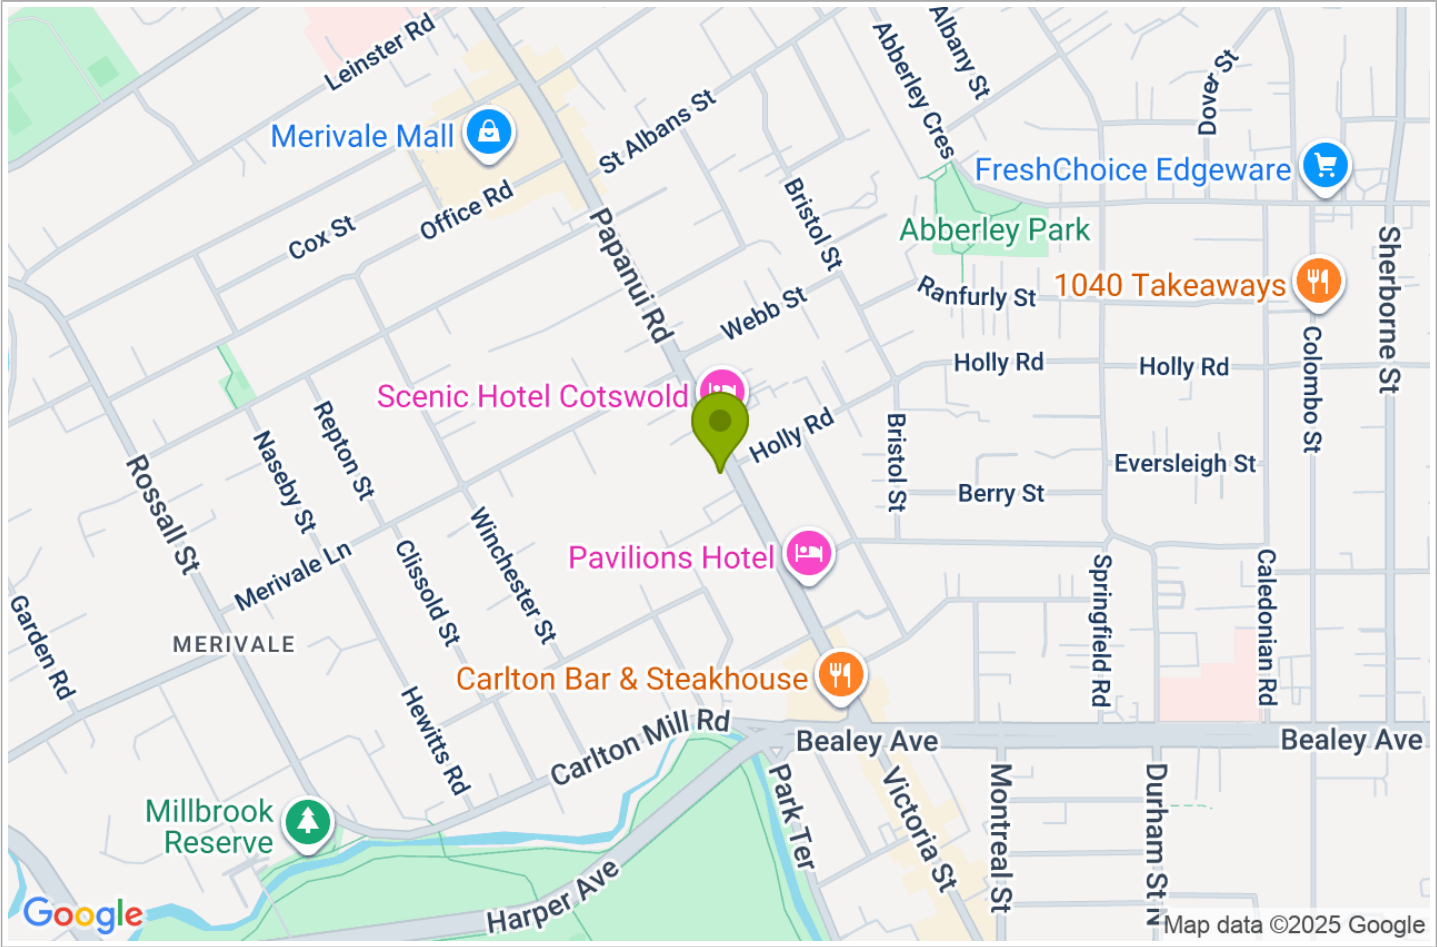 Leinster Rd
Albany St
Abberley Cres
Dover St
Merivale Mall
St Albans St
FreshChoice Edgeware
Office Rd
Cox St
Bristol St
Papanui Rd
Abberley Park
Sherborne St
Webb St
Ranfurly St
1040 Takeaways
Holly Rd
Holly Rd
Colombo St
Scenic Hotel Cotswold
Holly Rd
Repton St
Naseby St
Bristol St
Eversleigh St
Berry St
Rossall St
Winchester St
Merivale Ln
Clissold St
Pavilions Hotel
Springfield Rd
Caledonian Rd
Garden Rd
MERIVALE
Carlton Bar & Steakhouse
Hewitts Rd
Carlton Mill Rd
Bealey Ave
Bealey Ave
Millbrook
Reserve
Park Ter
Victoria St
Montreal St
Durham St N
Harper Ave
Google
Map data ©2025 Google